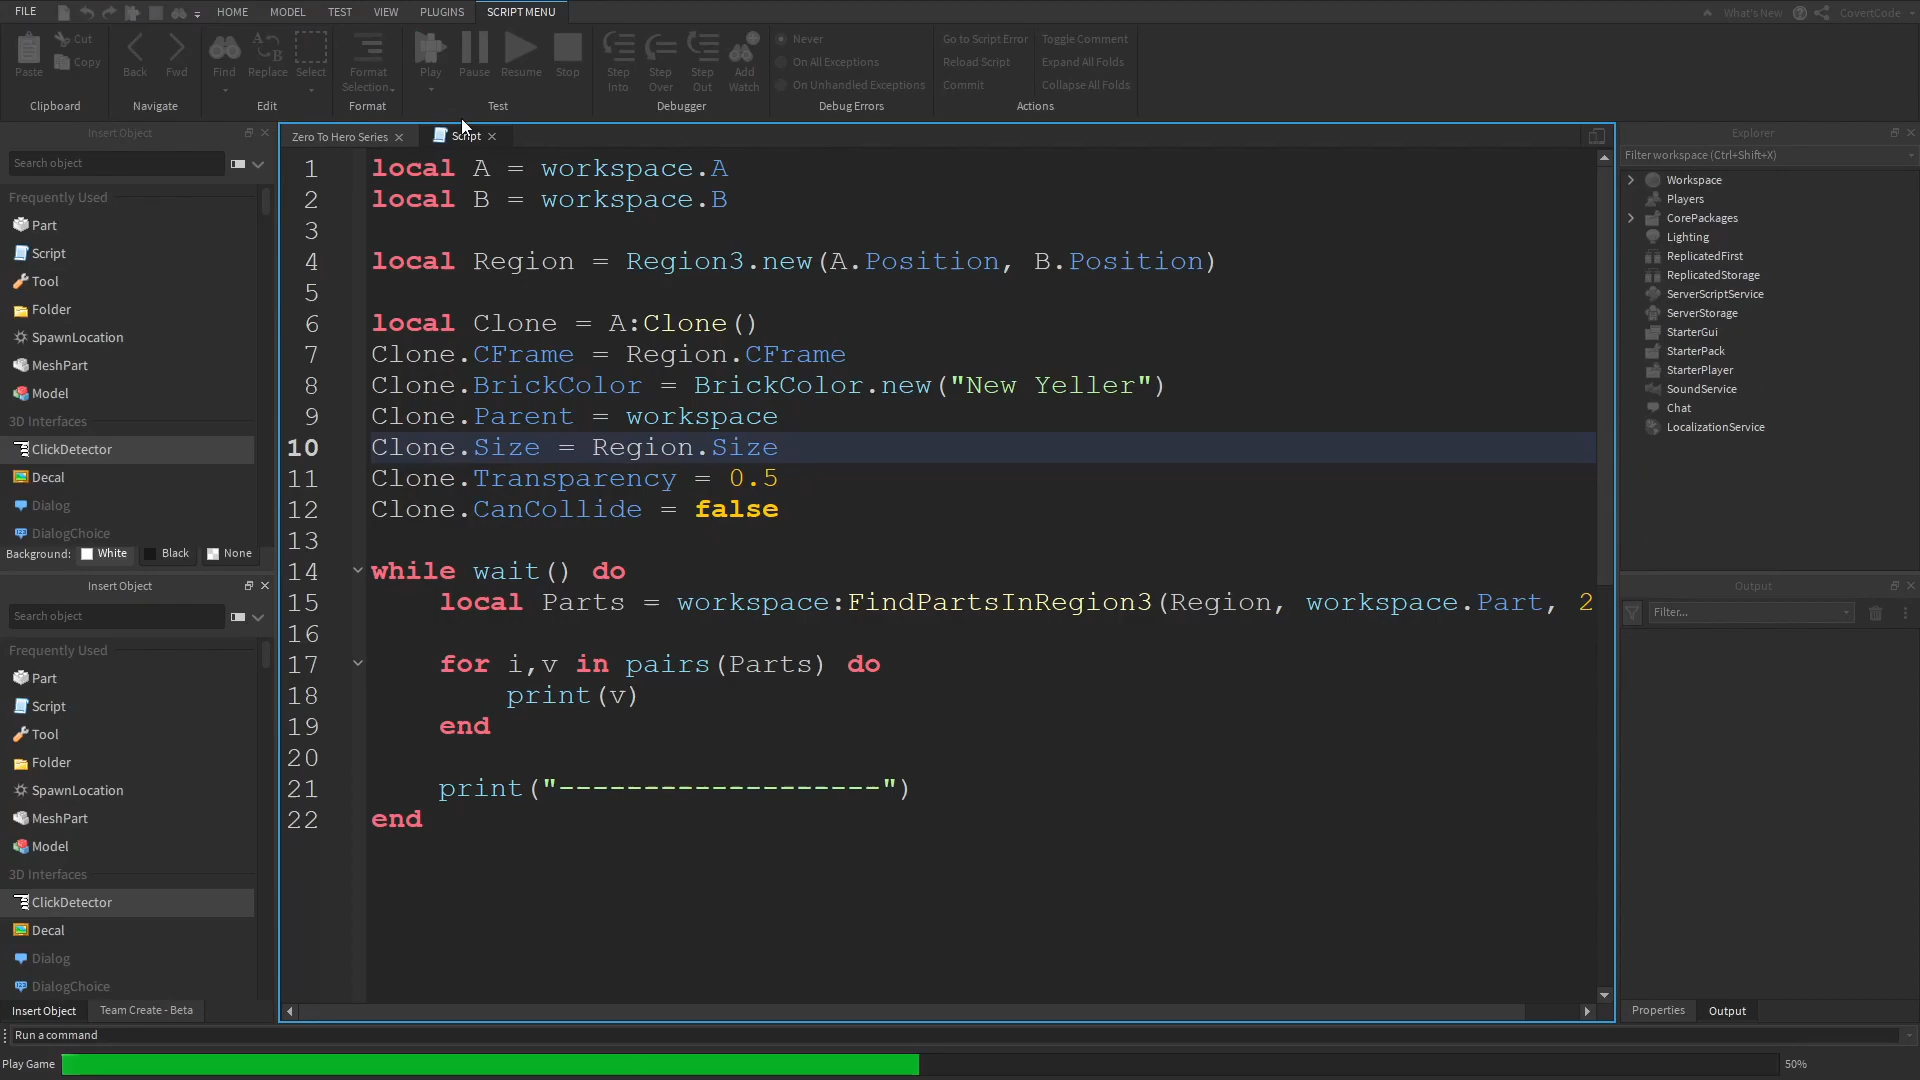 FILE HOME MODEL TEST VIEW PLUGINS SCRIPT MENU What's New CovertCode
Paste Cut Copy
Clipboard
Back Fwd
Navigate
Find Replace Select
Edit
Format Selection
Format
Play Pause Resume Stop
Test
Step Into Step Over Step Out Add Watch
Debugger
Never
On All Exceptions
On Unhandled Exceptions
Debug Errors
Go to Script Error Toggle Comment
Reload Script Expand All Folds
Commit Collapse All Folds
Actions
Insert Object
Search object
Frequently Used
Part
Script
Tool
Folder
SpawnLocation
MeshPart
Model
3D Interfaces
ClickDetector
Decal
Dialog
DialogChoice
Background: White Black None
Insert Object
Search object
Frequently Used
Part
Script
Tool
Folder
SpawnLocation
MeshPart
Model
3D Interfaces
ClickDetector
Decal
Dialog
DialogChoice
Insert Object Team Create - Beta
Zero To Hero Series Script
1 local A = workspace.A
2 local B = workspace.B
3
4 local Region = Region3.new(A.Position, B.Position)
5
6 local Clone = A:Clone()
7 Clone.CFrame = Region.CFrame
8 Clone.BrickColor = BrickColor.new("New Yeller")
9 Clone.Parent = workspace
10 Clone.Size = Region.Size
11 Clone.Transparency = 0.5
12 Clone.CanCollide = false
13
14 while wait() do
15 local Parts = workspace:FindPartsInRegion3(Region, workspace.Part, 2
16
17 for i,v in pairs(Parts) do
18 print(v)
19 end
20
21 print("-------------------")
22 end
Explorer
Filter workspace (Ctrl+Shift+X)
Workspace
Players
CorePackages
Lighting
ReplicatedFirst
ReplicatedStorage
ServerScriptService
ServerStorage
StarterGui
StarterPack
StarterPlayer
SoundService
Chat
LocalizationService
Output
Filter...
Properties Output
Run a command
Play Game 50%